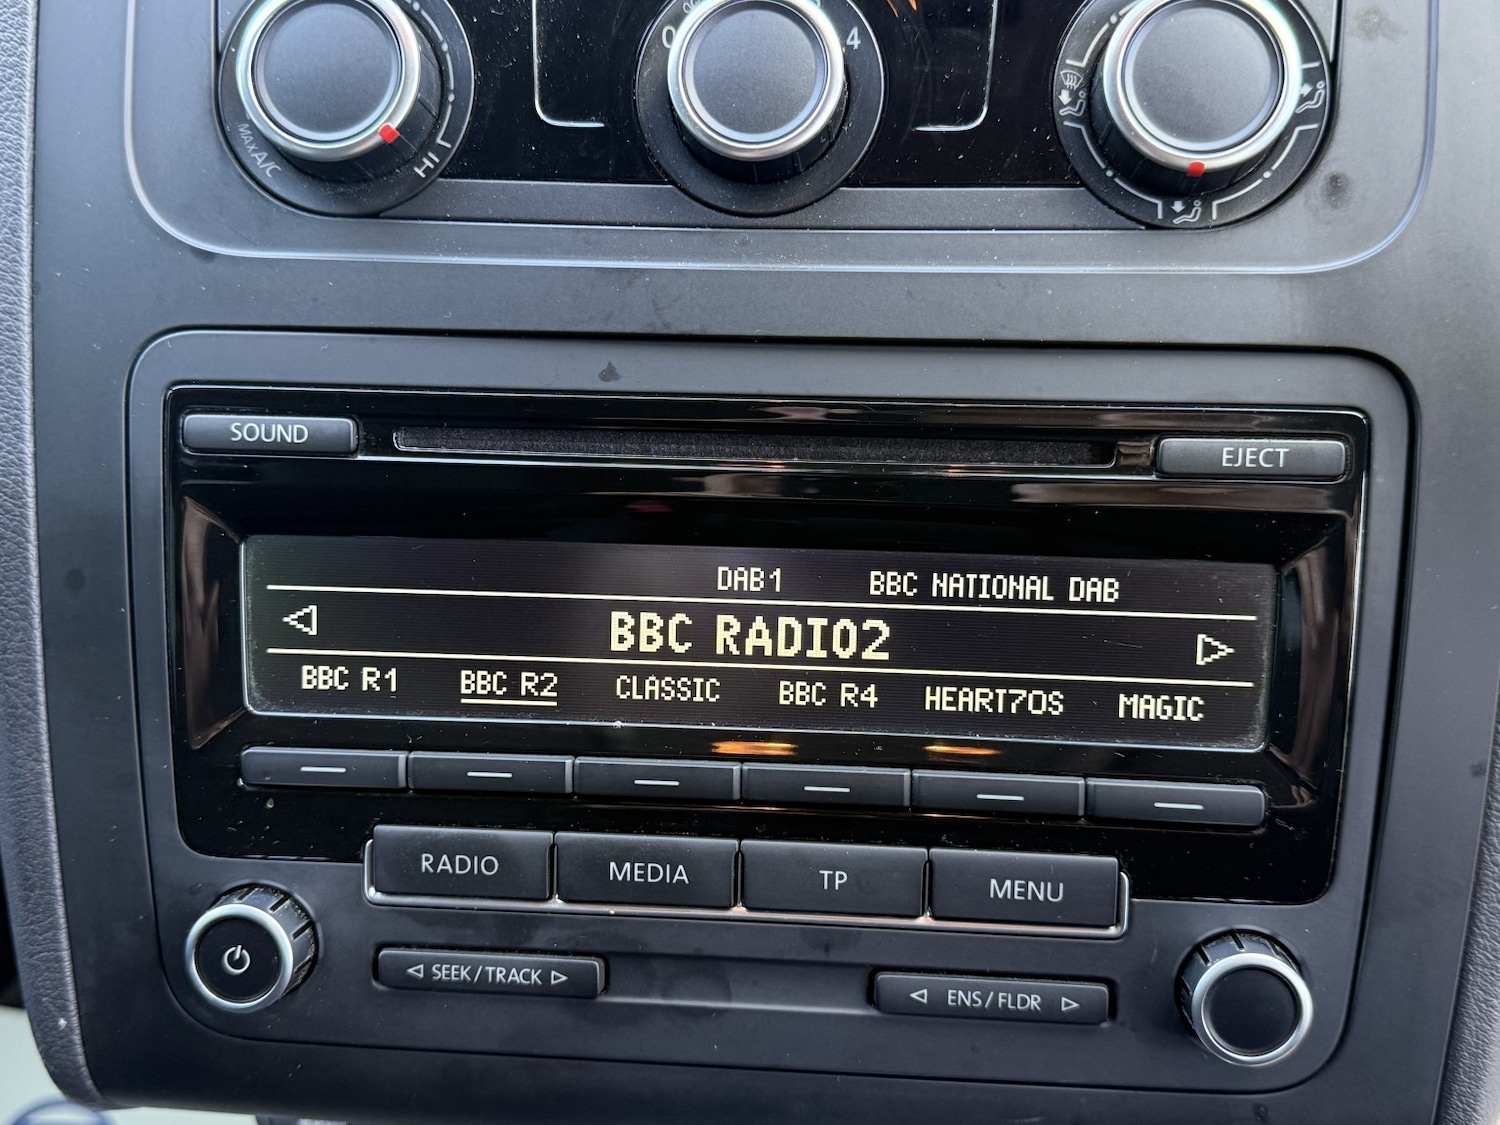 0 4
MAX A/C HI
SOUND EJECT
DAB1 BBC NATIONAL DAB
BBC RADIO2
BBC R1 BBC R2 CLASSIC BBC R4 HEART70S MAGIC
RADIO MEDIA TP MENU
SEEK/TRACK ENS/FLDR